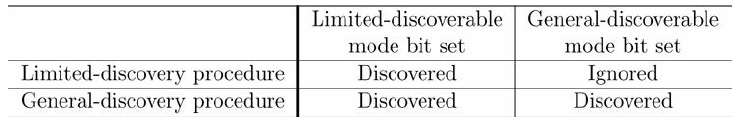 Limited-discoverable General-discoverable
mode bit set mode bit set
Limited-discovery procedure Discovered Ignored
General-discovery procedure Discovered Discovered